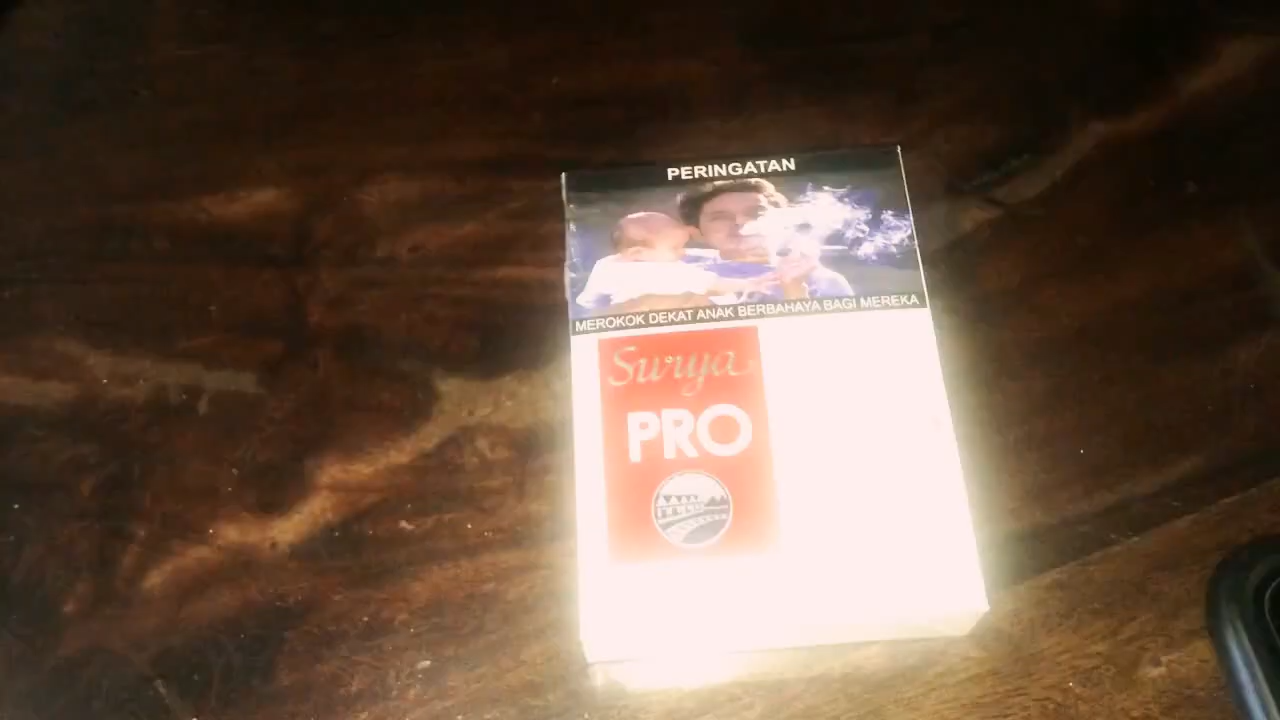 PERINGATAN
MEROKOK DEKAT ANAK BERBAHAYA BAGI MEREKA
Surya
PRO